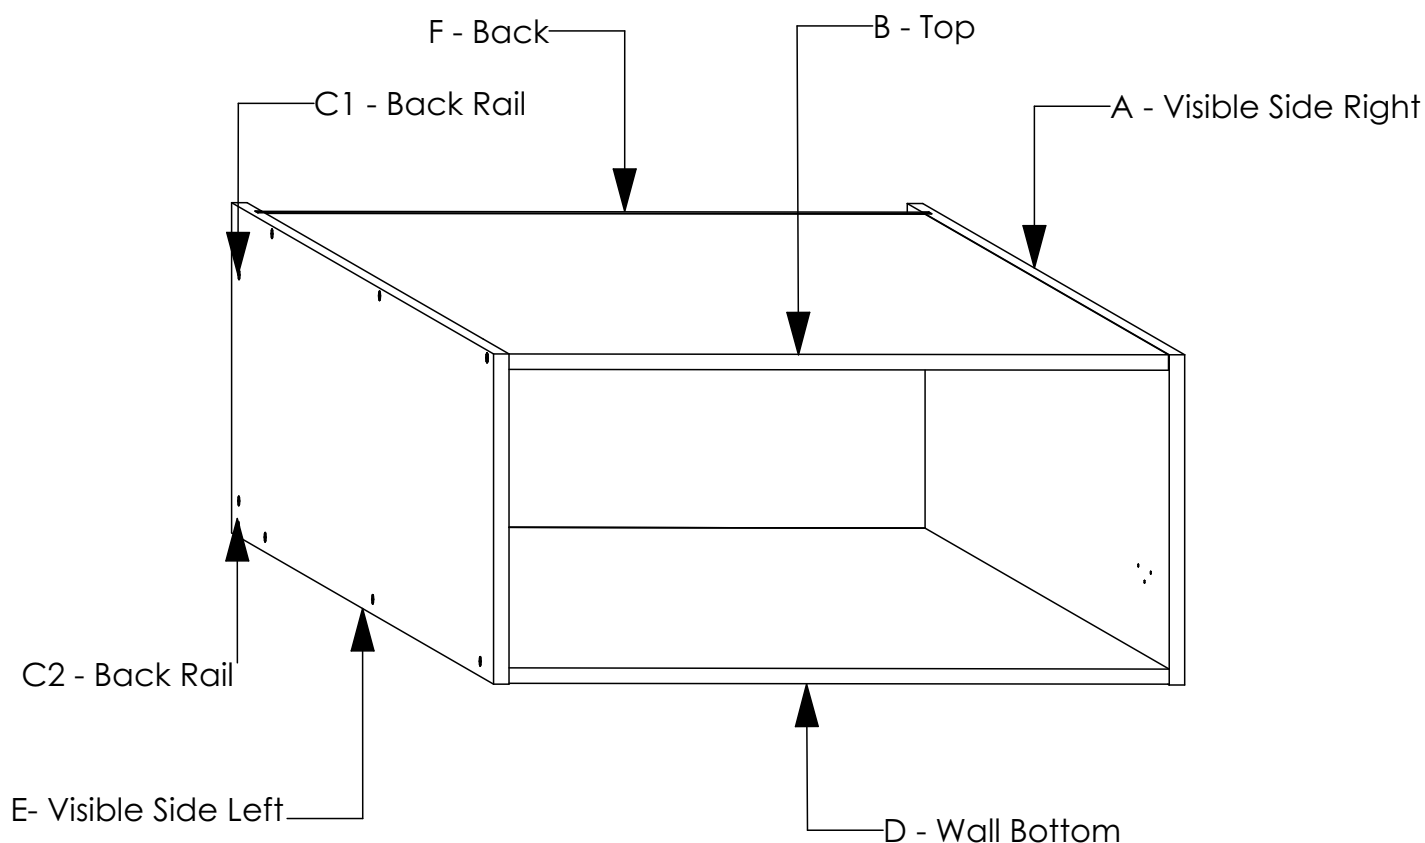 F - Back
B - Top
C1 - Back Rail
A - Visible Side Right
C2 - Back Rail
E- Visible Side Left
D - Wall Bottom